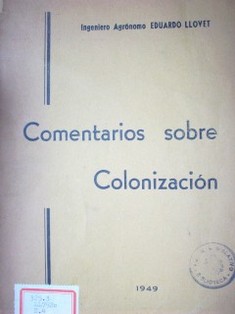 Ingeniero Agrónomo EDUARDO LLOVET
Comentarios sobre
Colonización
1949